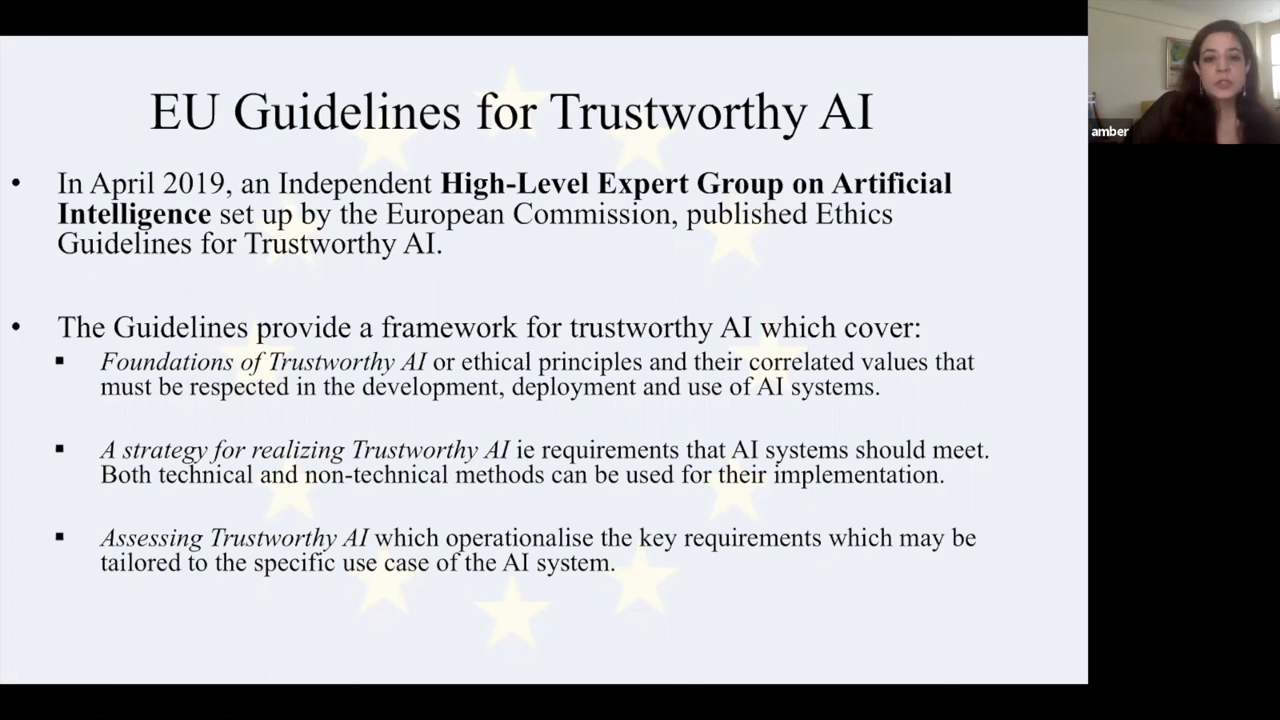 EU Guidelines for Trustworthy AI
• In April 2019, an Independent High-Level Expert Group on Artificial
Intelligence set up by the European Commission, published Ethics
Guidelines for Trustworthy AI.
• The Guidelines provide a framework for trustworthy AI which cover:
▪ Foundations of Trustworthy AI or ethical principles and their correlated values that
must be respected in the development, deployment and use of AI systems.
▪ A strategy for realizing Trustworthy AI ie requirements that AI systems should meet.
Both technical and non-technical methods can be used for their implementation.
▪ Assessing Trustworthy AI which operationalise the key requirements which may be
tailored to the specific use case of the AI system.
amber